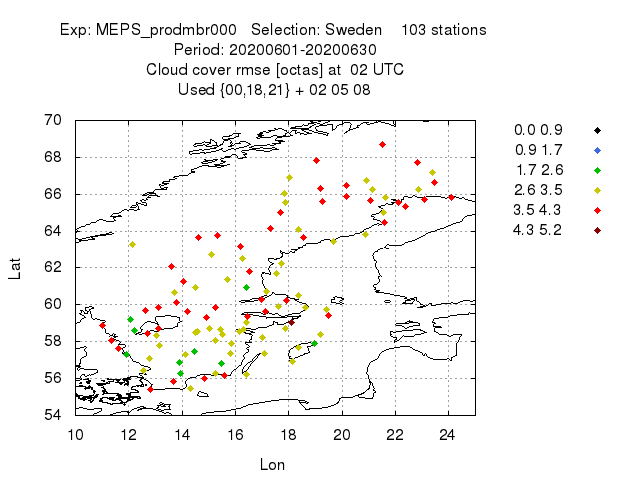 Exp: MEPS_prodmbr000   Selection: Sweden    103 stations
Period: 20200601-20200630
Cloud cover rmse [octas] at  02 UTC
Used {00,18,21} + 02 05 08
70
68
66
64
62
60
58
56
54
10 12 14 16 18 20 22 24
Lat
Lon
0.0 0.9
0.9 1.7
1.7 2.6
2.6 3.5
3.5 4.3
4.3 5.2